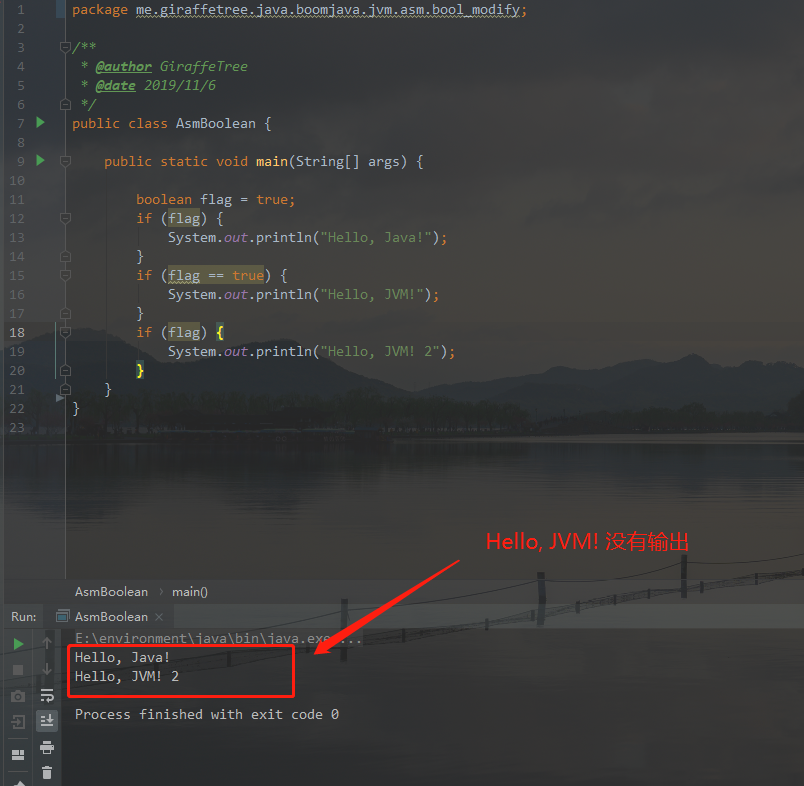 1 package me.giraffetree.java.boomjava.jvm.asm.bool_modify;
2
3 /**
4  * @author GiraffeTree
5  * @date 2019/11/6
6  */
7 public class AsmBoolean {
8
9     public static void main(String[] args) {
10
11         boolean flag = true;
12         if (flag) {
13             System.out.println("Hello, Java!");
14         }
15         if (flag == true) {
16             System.out.println("Hello, JVM!");
17         }
18         if (flag) {
19             System.out.println("Hello, JVM! 2");
20         }
21     }
22 }
23
Hello, JVM! 没有输出
AsmBoolean › main()
Run: AsmBoolean ×
E:\environment\java\bin\java.exe ...
Hello, Java!
Hello, JVM! 2
Process finished with exit code 0